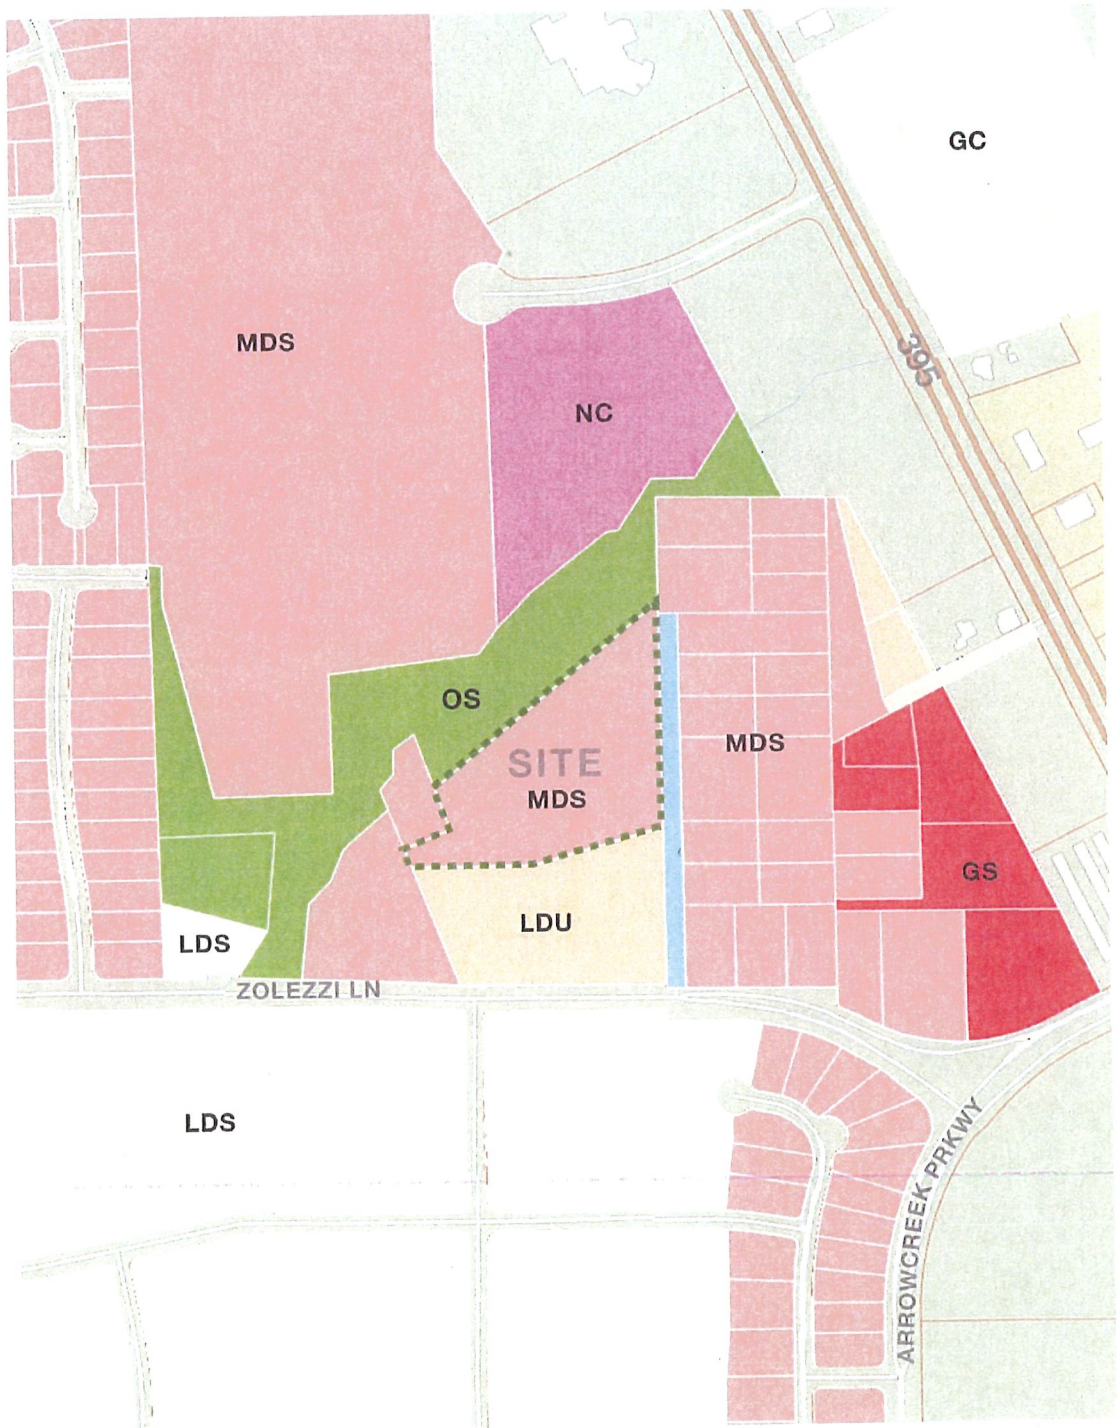 GC
MDS
395
NC
OS
SITE
MDS
MDS
GS
LDU
LDS
ZOLEZZI LN
LDS
ARROWCREEK PRKWY